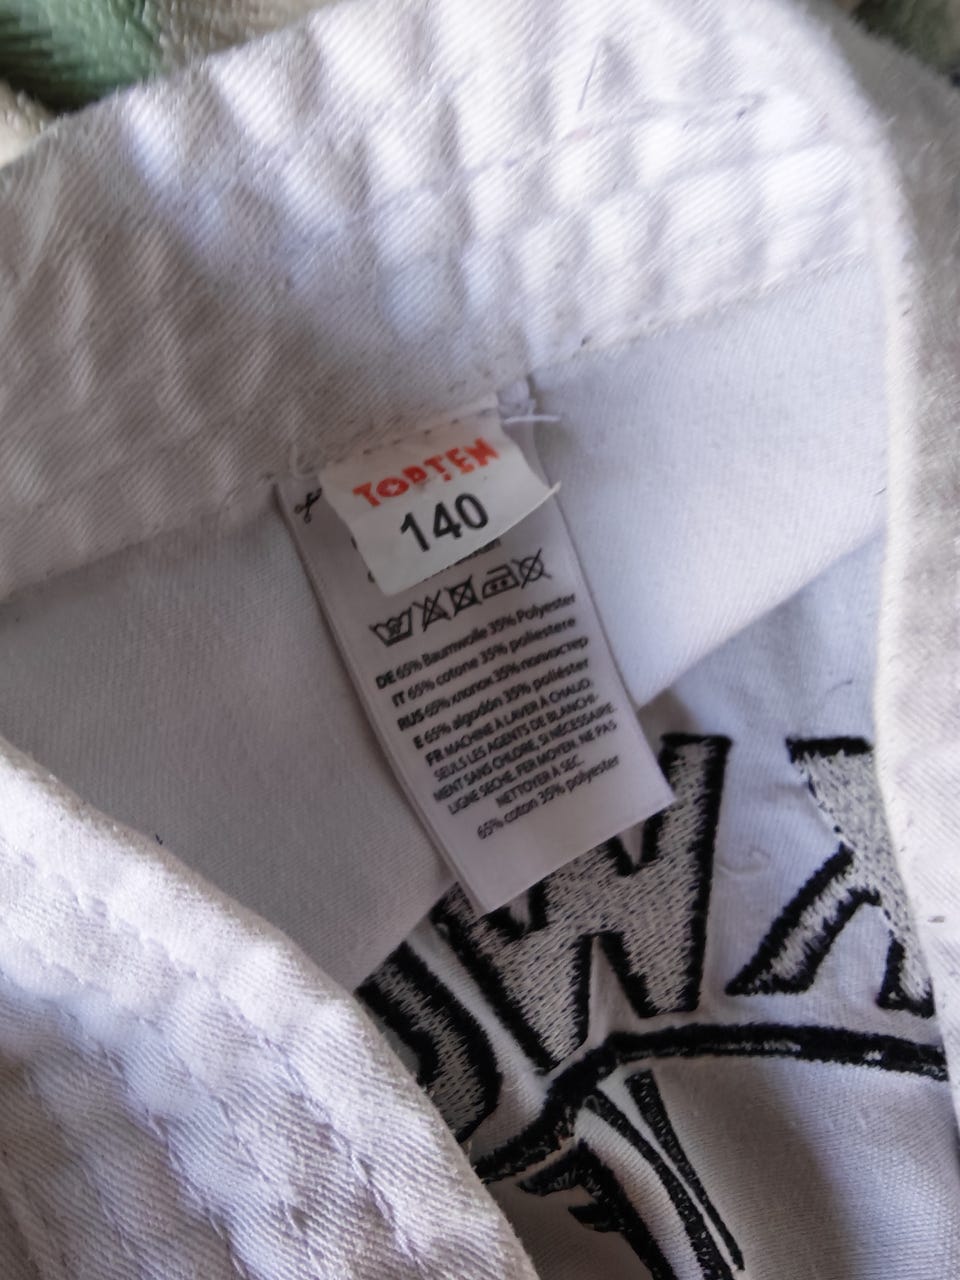 TOPTEN
140
DE 65% Baumwolle 35% Polyester
IT 65% cotone 35% poliestere
RUS 65% хлопок 35% полиэстер
E 65% algodón 35% poliéster
FR MACHINE À LAVER À CHAUD,
SEULS LES AGENTS DE BLANCHI-
MENT SANS CHLORE, SI NÉCESSAIRE.
LIGNE SECHE. FER MOYEN. NE PAS
NETTOYER À SEC.
65% coton 35% polyester